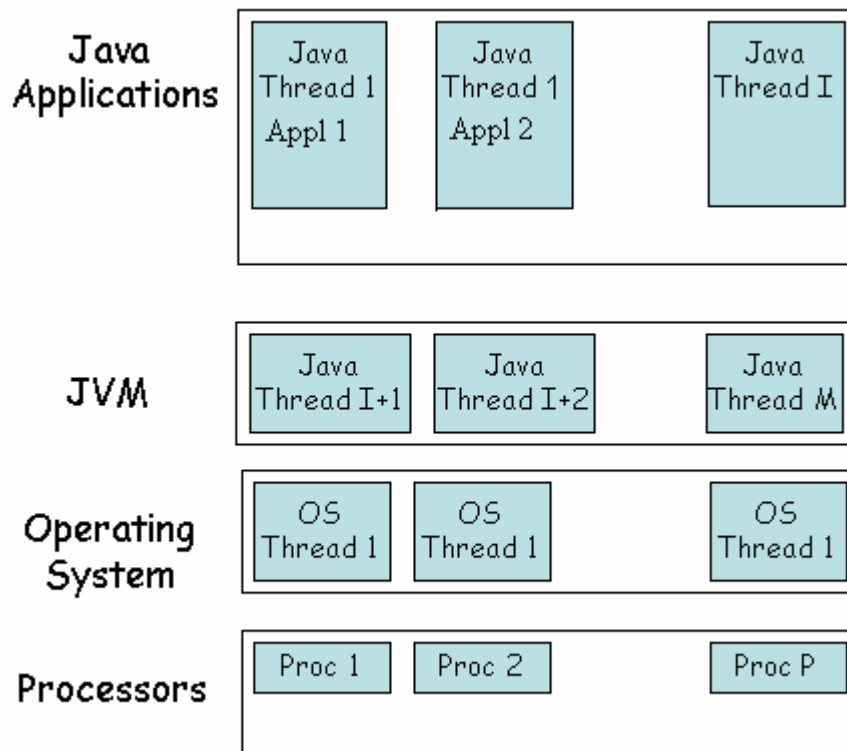 Java
Applications
Java
Thread 1
Appl 1
Java
Thread 1
Appl 2
Java
Thread I
JVM
Java
Thread I+1
Java
Thread I+2
Java
Thread M
Operating
System
OS
Thread 1
OS
Thread 1
OS
Thread 1
Processors
Proc 1
Proc 2
Proc P